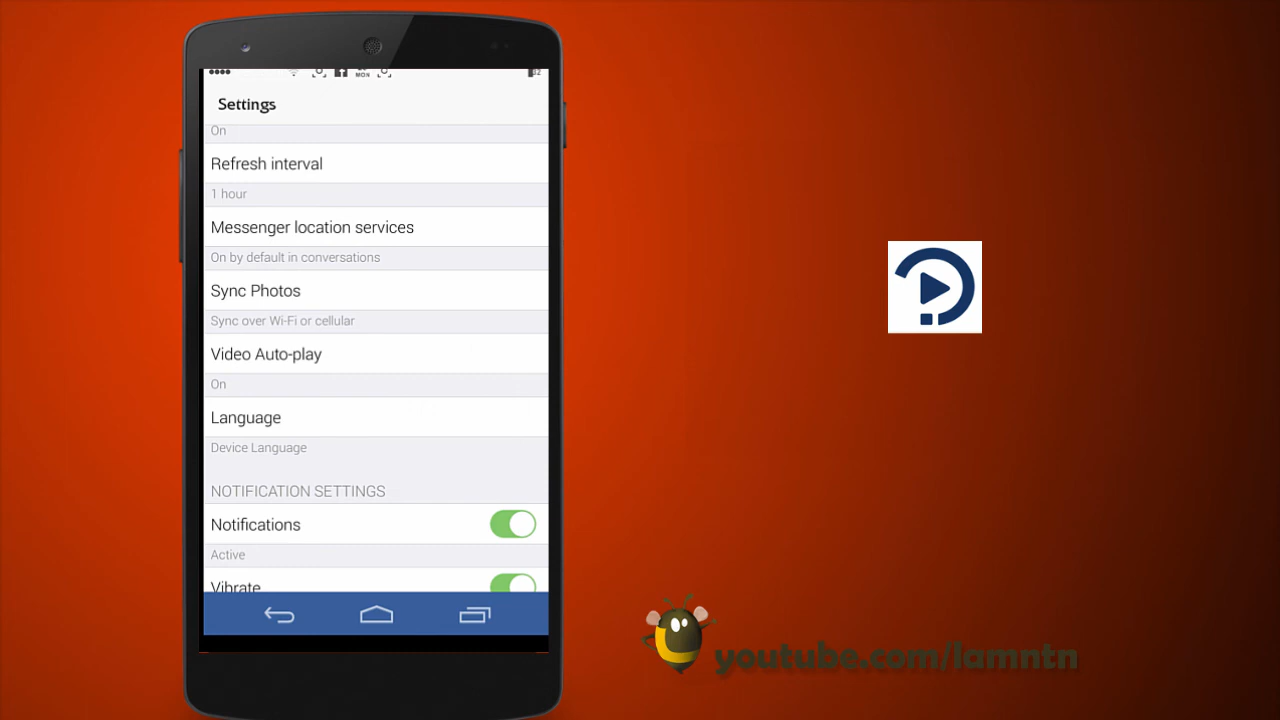 MON
Settings
On
Refresh interval
1 hour
Messenger location services
On by default in conversations
Sync Photos
Sync over Wi-Fi or cellular
Video Auto-play
On
Language
Device Language
NOTIFICATION SETTINGS
Notifications
Active
Vibrate
youtube.com/lamntn